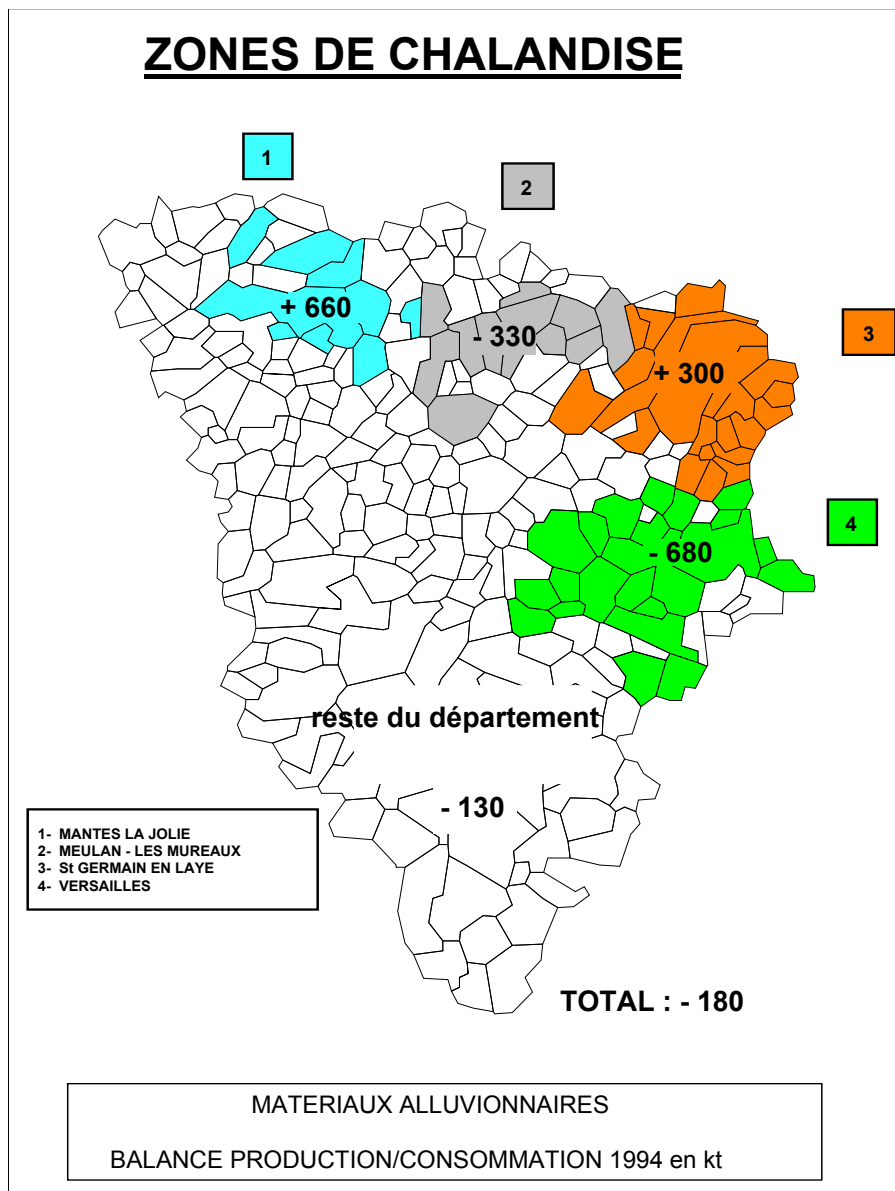 ZONES DE CHALANDISE
1
2
3
4
+ 660
- 330
+ 300
- 680
reste du département
- 130
1- MANTES LA JOLIE
2- MEULAN - LES MUREAUX
3- St GERMAIN EN LAYE
4- VERSAILLES
TOTAL : - 180
MATERIAUX ALLUVIONNAIRES
BALANCE PRODUCTION/CONSOMMATION 1994 en kt